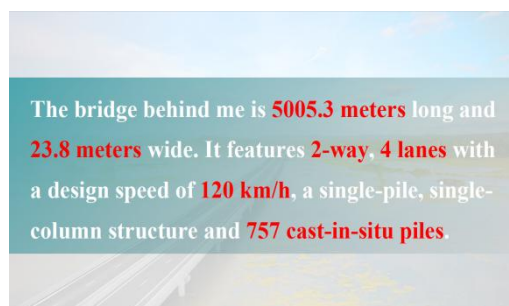 The bridge behind me is 5005.3 meters long and
23.8 meters wide. It features 2-way, 4 lanes with
a design speed of 120 km/h, a single-pile, single-
column structure and 757 cast-in-situ piles.